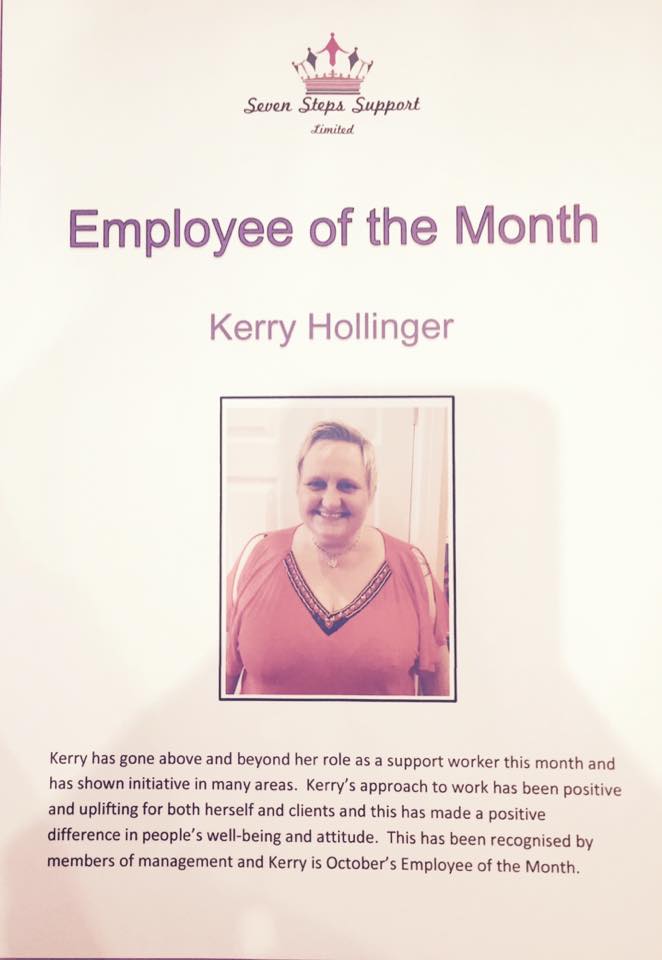 Seven Steps Support
Limited
Employee of the Month
Kerry Hollinger
Kerry has gone above and beyond her role as a support worker this month and
has shown initiative in many areas.  Kerry's approach to work has been positive
and uplifting for both herself and clients and this has made a positive
difference in people's well-being and attitude.  This has been recognised by
members of management and Kerry is October's Employee of the Month.